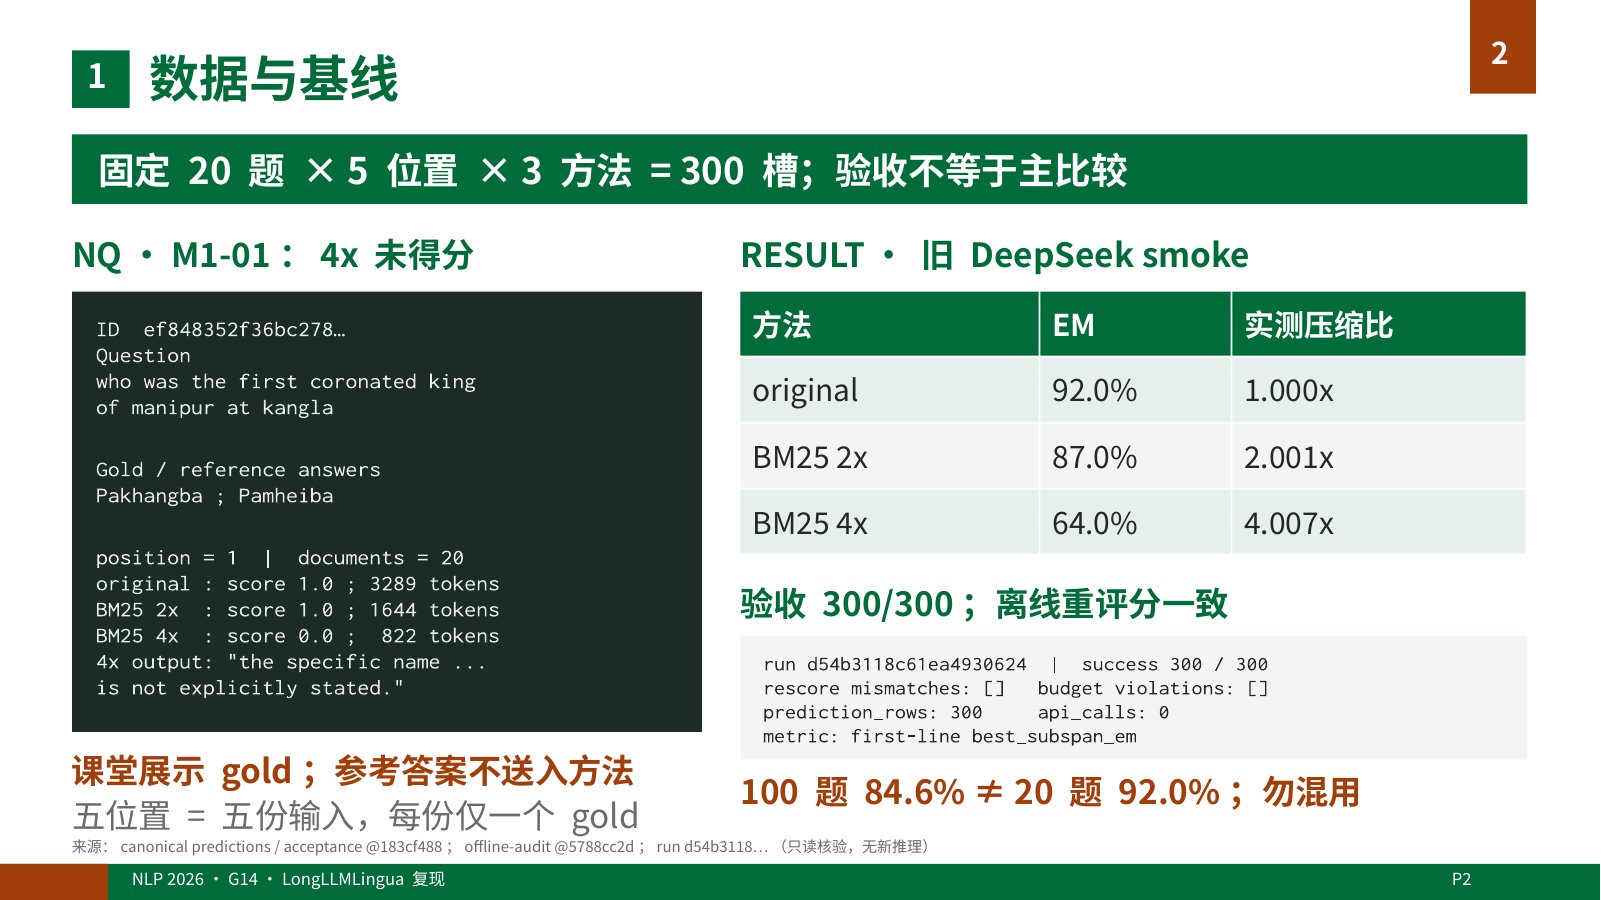 1 数据与基线
2
固定 20 题 × 5 位置 × 3 方法 = 300 槽；验收不等于主比较
NQ · M1-01： 4x 未得分
ID  ef848352f36bc278…
Question
who was the first coronated king
of manipur at kangla
Gold / reference answers
Pakhangba ; Pamheiba
position = 1  |  documents = 20
original : score 1.0 ; 3289 tokens
BM25 2x  : score 1.0 ; 1644 tokens
BM25 4x  : score 0.0 ;  822 tokens
4x output: "the specific name ...
is not explicitly stated."
课堂展示 gold；参考答案不送入方法
五位置 = 五份输入，每份仅一个 gold
RESULT · 旧 DeepSeek smoke
方法 EM 实测压缩比
original 92.0% 1.000x
BM25 2x 87.0% 2.001x
BM25 4x 64.0% 4.007x
验收 300/300；离线重评分一致
run d54b3118c61ea4930624  |  success 300 / 300
rescore mismatches: []   budget violations: []
prediction_rows: 300     api_calls: 0
metric: first-line best_subspan_em
100 题 84.6% ≠ 20 题 92.0%；勿混用
来源： canonical predictions / acceptance @183cf488； offline-audit @5788cc2d； run d54b3118…（只读核验，无新推理）
NLP 2026 · G14 · LongLLMLingua 复现
P2